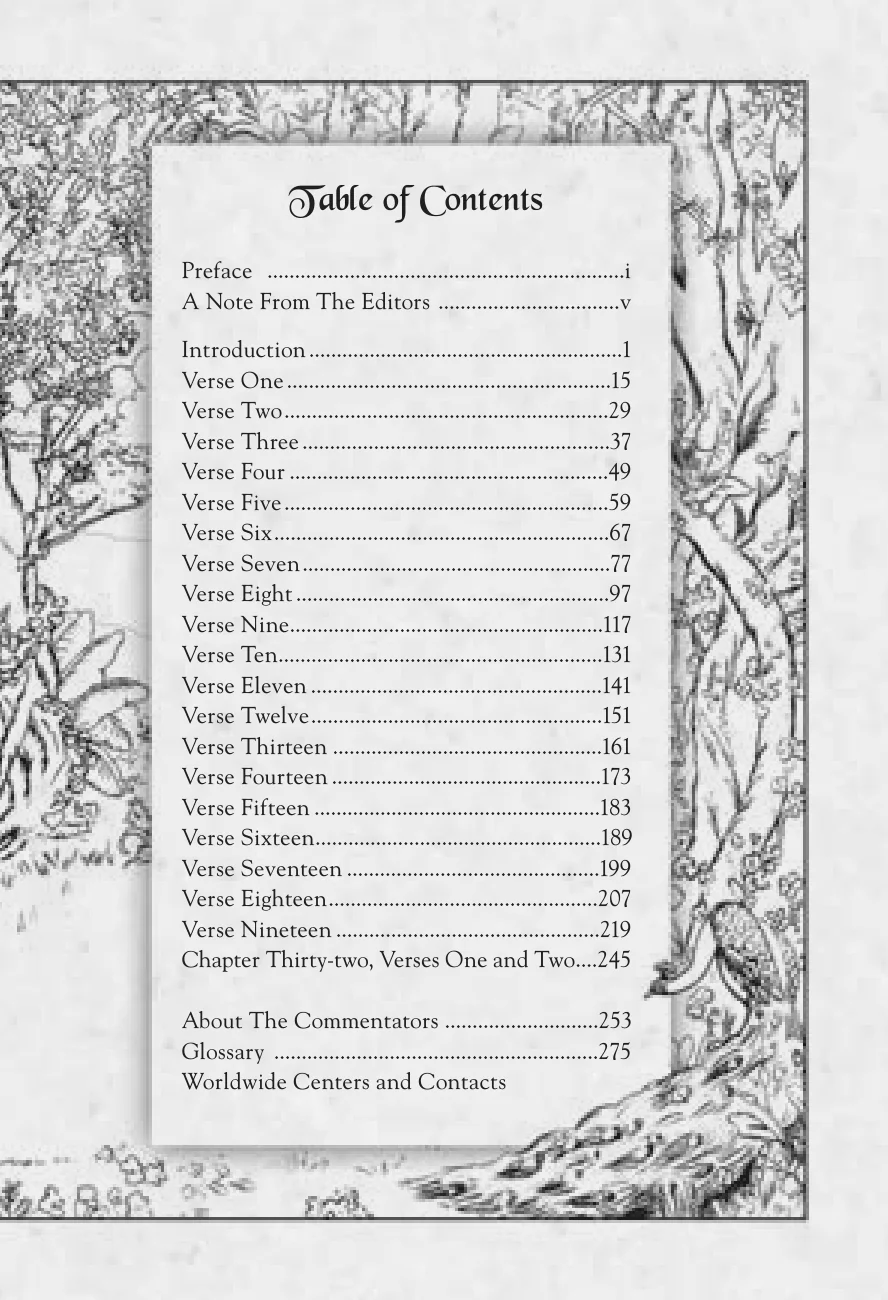 Table of Contents
Preface ..................................................................i
A Note From The Editors .................................v
Introduction..........................................................1
Verse One............................................................15
Verse Two............................................................29
Verse Three.........................................................37
Verse Four ...........................................................49
Verse Five............................................................59
Verse Six..............................................................67
Verse Seven.........................................................77
Verse Eight ..........................................................97
Verse Nine..........................................................117
Verse Ten............................................................131
Verse Eleven ......................................................141
Verse Twelve......................................................151
Verse Thirteen ..................................................161
Verse Fourteen ..................................................173
Verse Fifteen .....................................................183
Verse Sixteen.....................................................189
Verse Seventeen ...............................................199
Verse Eighteen..................................................207
Verse Nineteen .................................................219
Chapter Thirty-two, Verses One and Two....245
About The Commentators ............................253
Glossary ............................................................275
Worldwide Centers and Contacts